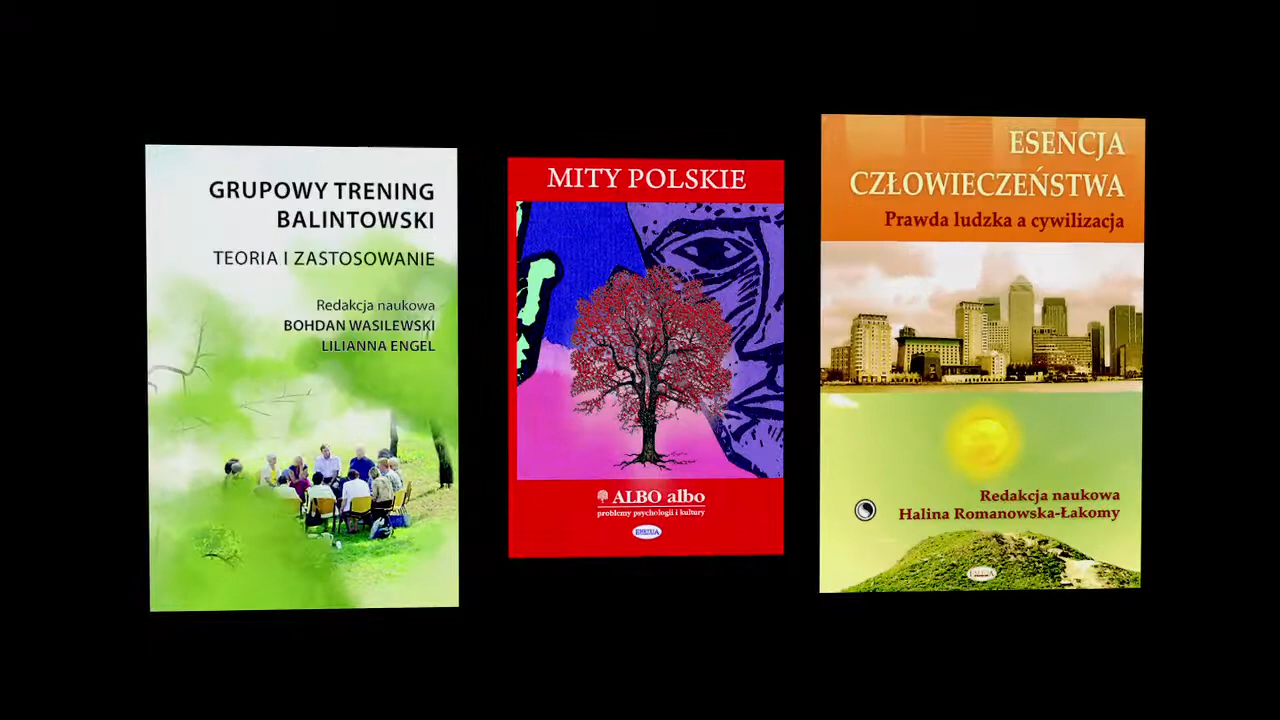 GRUPOWY TRENING
BALINTOWSKI
TEORIA I ZASTOSOWANIE
Redakcja naukowa
BOHDAN WASILEWSKI
LILIANNA ENGEL
MITY POLSKIE
ALBO albo
problemy psychologii i kultury
ENETEIA
ESENCJA
CZŁOWIECZEŃSTWA
Prawda ludzka a cywilizacja
Redakcja naukowa
Halina Romanowska-Łakomy